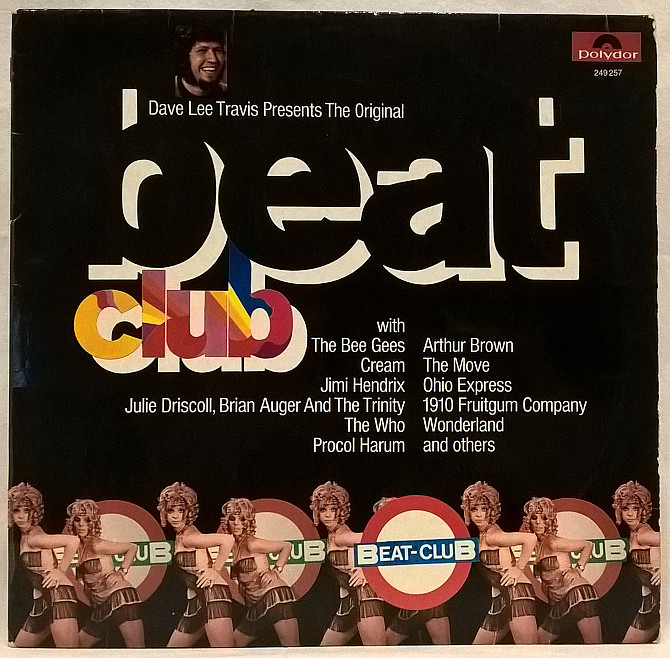 polydor
249 257
Dave Lee Travis Presents The Original
beat
club
with
The Bee Gees
Cream
Jimi Hendrix
Julie Driscoll, Brian Auger And The Trinity
The Who
Procol Harum
Arthur Brown
The Move
Ohio Express
1910 Fruitgum Company
Wonderland
and others
CLUB
CLUB
BEAT-CLUB
CLUB